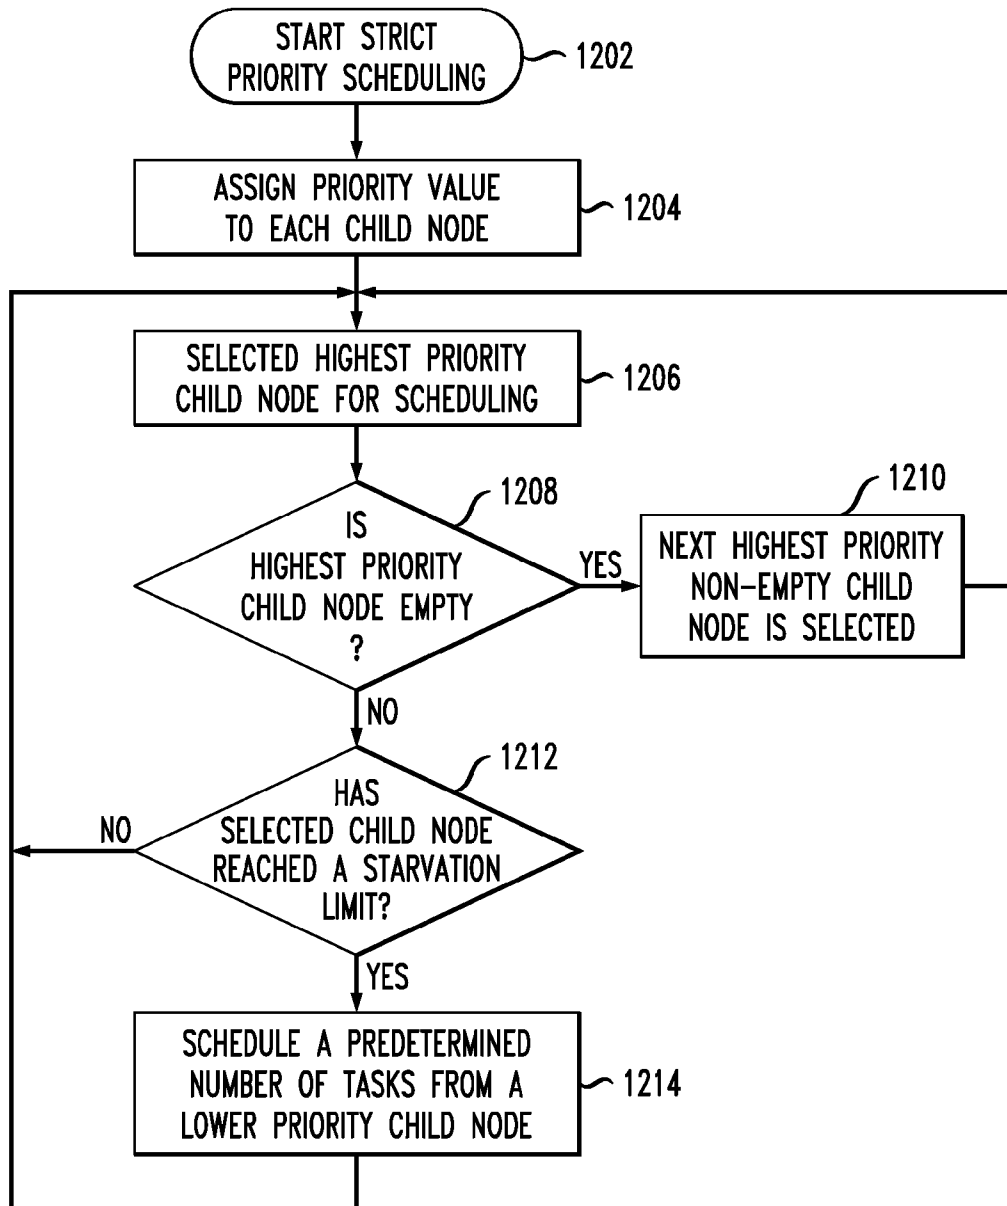 START STRICT
PRIORITY SCHEDULING
1202
ASSIGN PRIORITY VALUE
TO EACH CHILD NODE
1204
SELECTED HIGHEST PRIORITY
CHILD NODE FOR SCHEDULING
1206
IS
HIGHEST PRIORITY
CHILD NODE EMPTY
?
1208
YES
1210
NEXT HIGHEST PRIORITY
NON-EMPTY CHILD
NODE IS SELECTED
NO
1212
HAS
SELECTED CHILD NODE
REACHED A STARVATION
LIMIT?
NO
YES
SCHEDULE A PREDETERMINED
NUMBER OF TASKS FROM A
LOWER PRIORITY CHILD NODE
1214